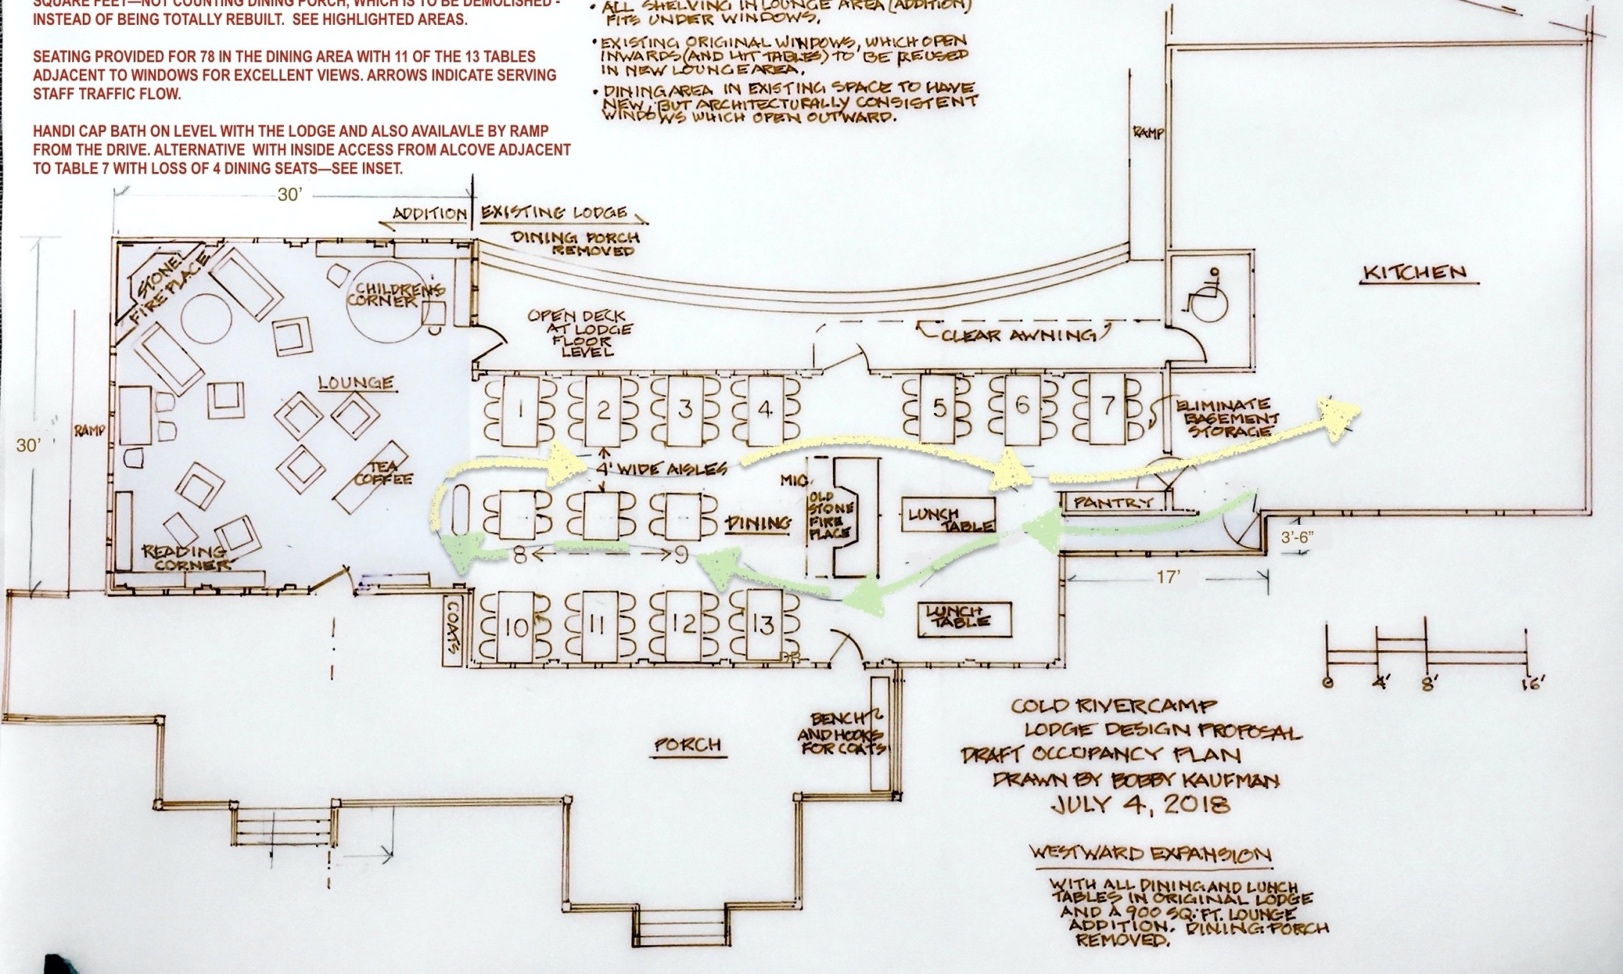 SQUARE FEET—NOT COUNTING DINING PORCH, WHICH IS TO BE DEMOLISHED -
INSTEAD OF BEING TOTALLY REBUILT. SEE HIGHLIGHTED AREAS.
SEATING PROVIDED FOR 78 IN THE DINING AREA WITH 11 OF THE 13 TABLES
ADJACENT TO WINDOWS FOR EXCELLENT VIEWS. ARROWS INDICATE SERVING
STAFF TRAFFIC FLOW.
HANDI CAP BATH ON LEVEL WITH THE LODGE AND ALSO AVAILAVLE BY RAMP
FROM THE DRIVE. ALTERNATIVE WITH INSIDE ACCESS FROM ALCOVE ADJACENT
TO TABLE 7 WITH LOSS OF 4 DINING SEATS—SEE INSET.
• ALL SHELVING IN LOUNGE AREA (ADDITION)
FITS UNDER WINDOWS.
• EXISTING ORIGINAL WINDOWS, WHICH OPEN
INWARDS (AND HIT TABLES) TO BE REUSED
IN NEW LOUNGE AREA.
• DINING AREA IN EXISTING SPACE TO HAVE
NEW, BUT ARCHITECTURALLY CONSISTENT
WINDOWS WHICH OPEN OUTWARD.
RAMP
30'
ADDITION
EXISTING LODGE
DINING PORCH
REMOVED
KITCHEN
STONE
FIRE PLACE
CHILDREN'S
CORNER
OPEN DECK
AT LODGE
FLOOR
LEVEL
CLEAR AWNING
LOUNGE
1
2
3
4
5
6
7
ELIMINATE
BASEMENT
STORAGE
RAMP
30'
TEA
COFFEE
4' WIDE AISLES
MIC
OLD
STONE
FIRE
PLACE
DINING
LUNCH
TABLE
PANTRY
3'-6"
READING
CORNER
8
9
17'
COATS
10
11
12
13
LUNCH
TABLE
0
4'
8'
16'
PORCH
BENCH
AND HOOKS
FOR COATS
COLD RIVER CAMP
LODGE DESIGN PROPOSAL
DRAFT OCCUPANCY PLAN
DRAWN BY BOBBY KAUFMAN
JULY 4, 2018
WESTWARD EXPANSION
WITH ALL DINING AND LUNCH
TABLES IN ORIGINAL LODGE
AND A 900 SQ. FT. LOUNGE
ADDITION. DINING PORCH
REMOVED.